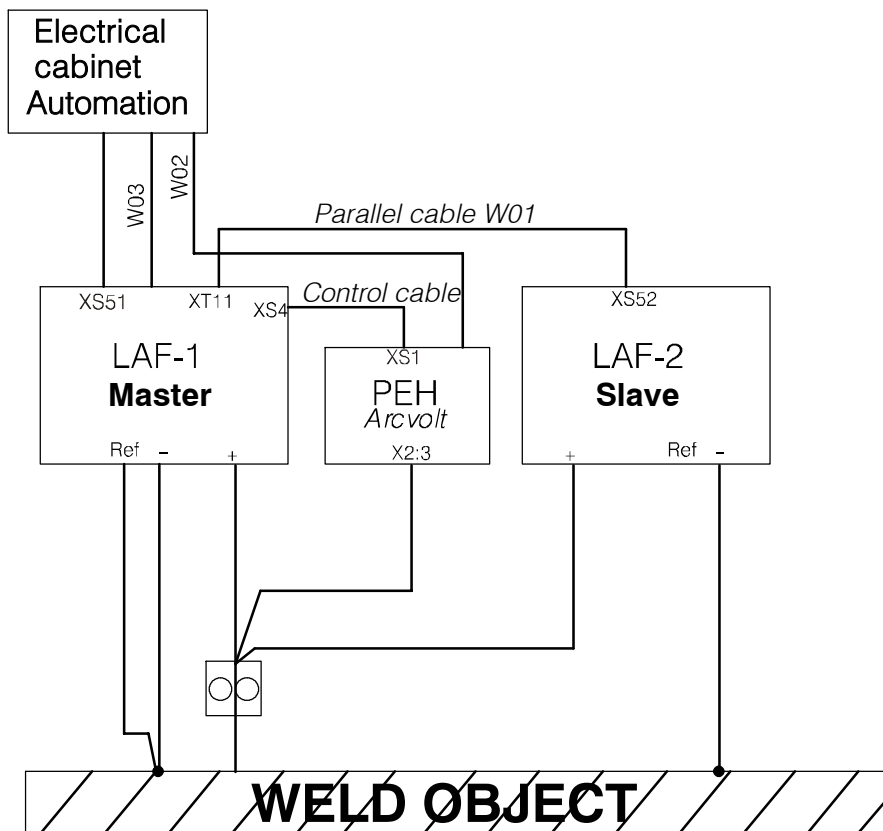 Electrical
cabinet
Automation
W03
W02
Parallel cable W01
XS51
XT11
XS4
Control cable
XS52
LAF-1
Master
XS1
PEH
Arcvolt
X2:3
LAF-2
Slave
Ref - +
+ Ref -
WELD OBJECT